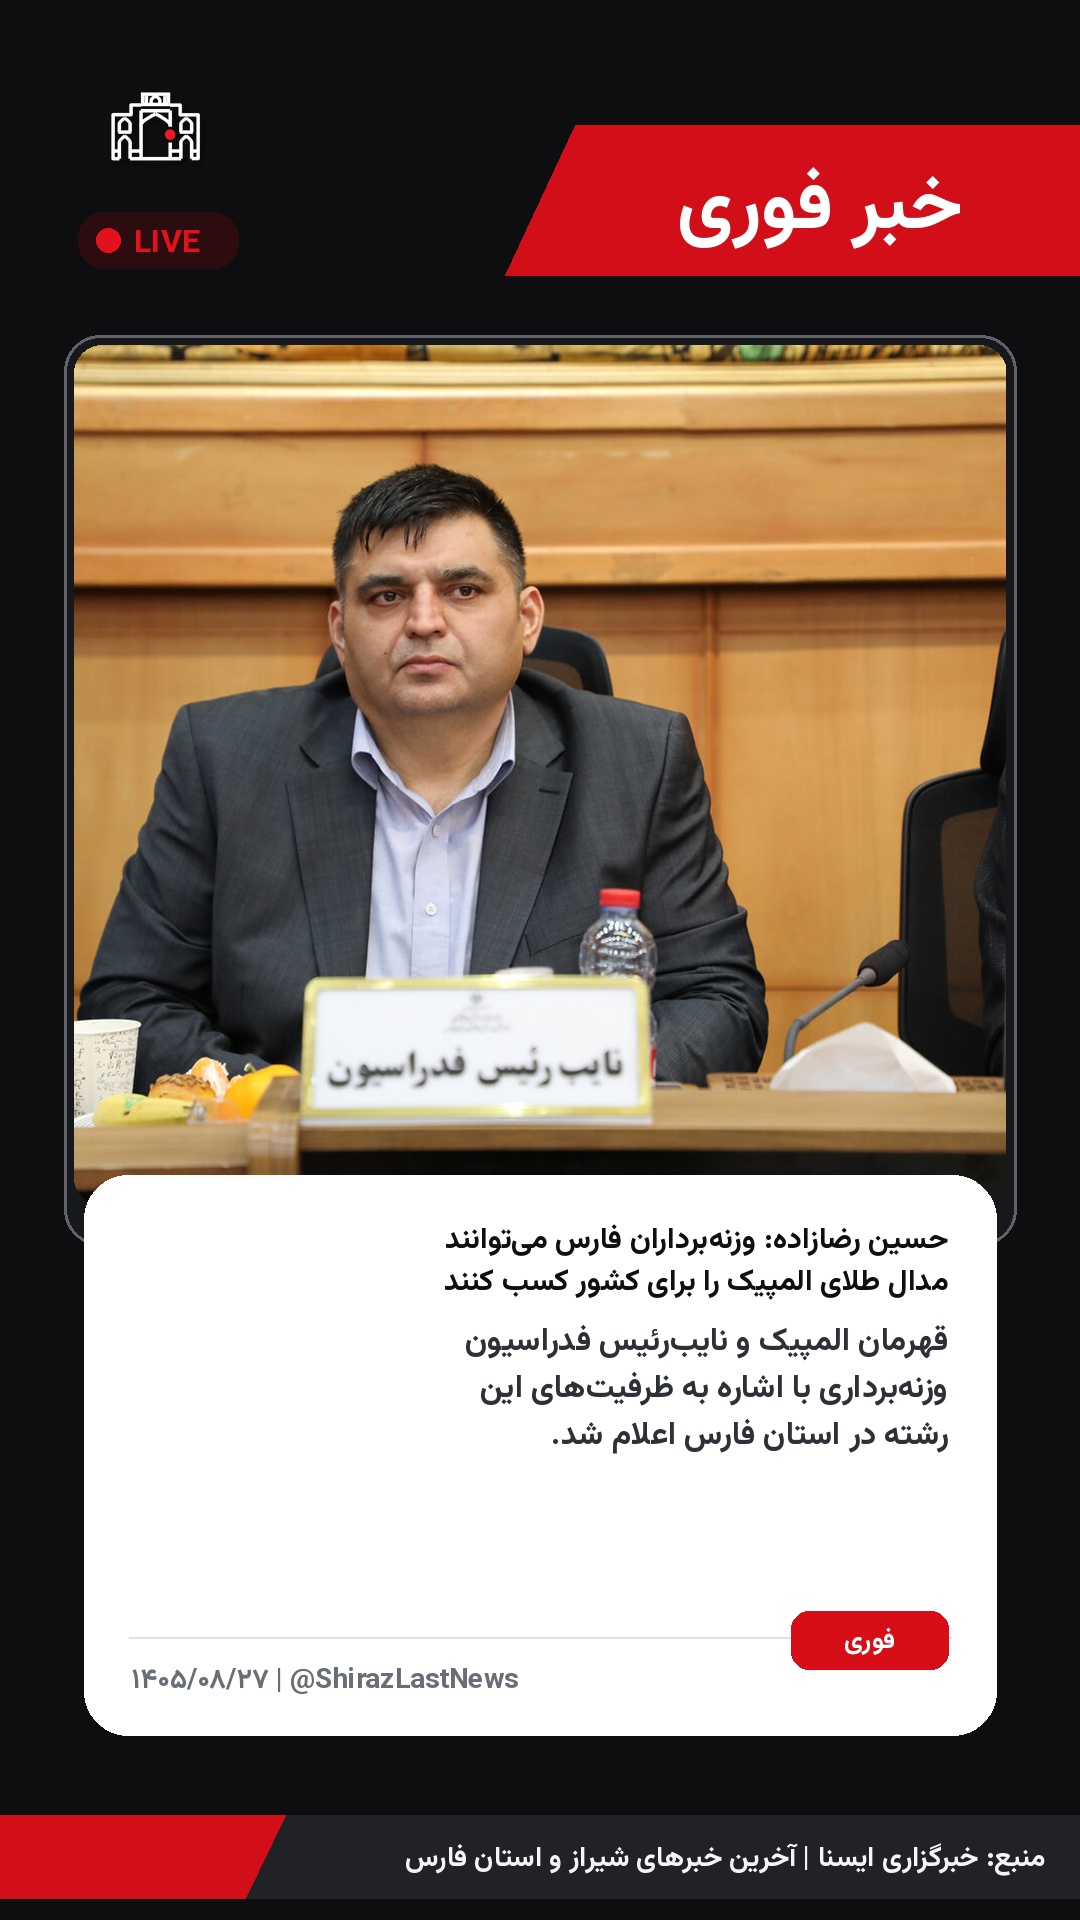 LIVE
خبر فوری
نایب رئیس فدراسیون
حسین رضازاده: وزنه‌برداران فارس می‌توانند
مدال طلای المپیک را برای کشور کسب کنند
قهرمان المپیک و نایب‌رئیس فدراسیون
وزنه‌برداری با اشاره به ظرفیت‌های این
رشته در استان فارس اعلام شد.
فوری
۱۴۰۵/۰۸/۲۷ | @ShirazLastNews
منبع: خبرگزاری ایسنا | آخرین خبرهای شیراز و استان فارس